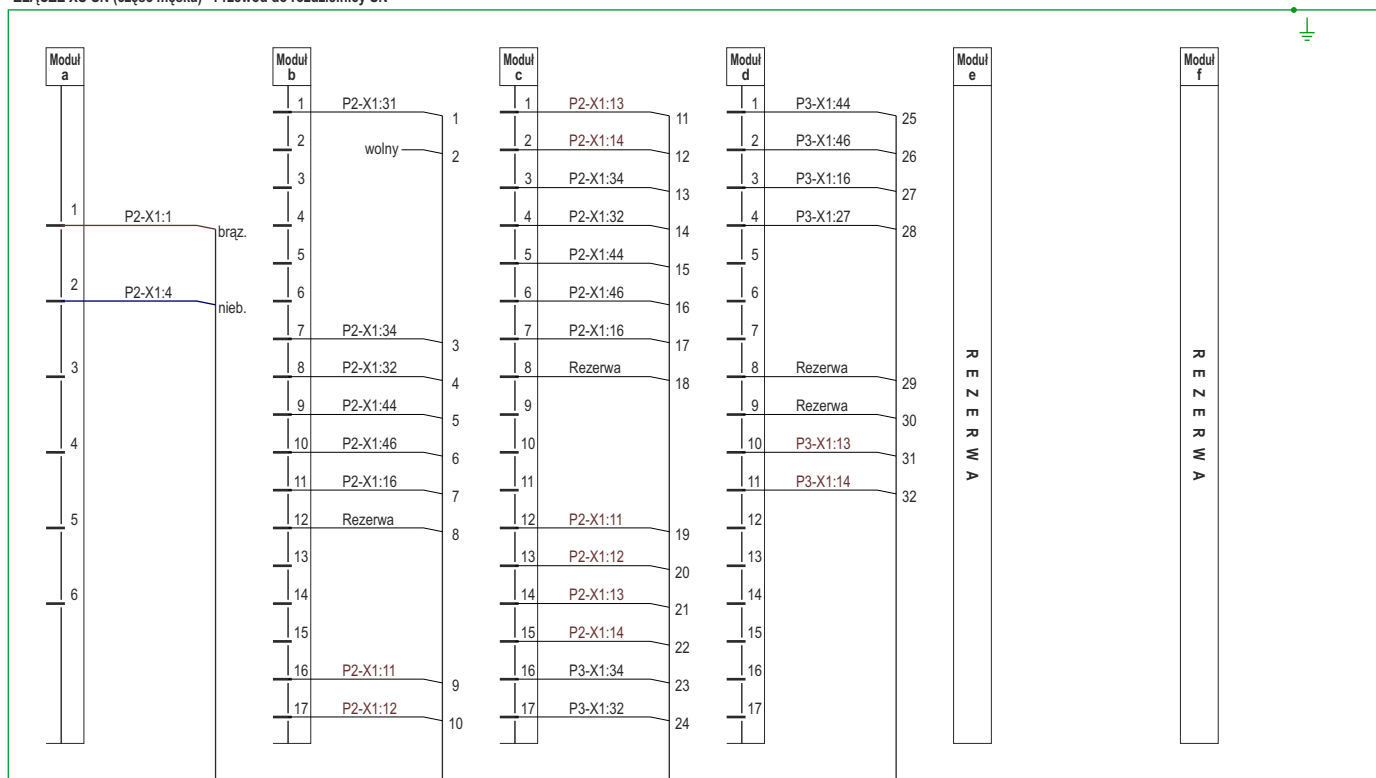 Moduł
a
1
P2-X1:1
brąz.
2
P2-X1:4
nieb.
3
4
5
6
Moduł
b
1 P2-X1:31 1
2 wolny 2
3
4
5
6
7 P2-X1:34 3
8 P2-X1:32 4
9 P2-X1:44 5
10 P2-X1:46 6
11 P2-X1:16 7
12 Rezerwa 8
13
14
15
16 P2-X1:11 9
17 P2-X1:12 10
Moduł
c
1 P2-X1:13 11
2 P2-X1:14 12
3 P2-X1:34 13
4 P2-X1:32 14
5 P2-X1:44 15
6 P2-X1:46 16
7 P2-X1:16 17
8 Rezerwa 18
9
10
11
12 P2-X1:11 19
13 P2-X1:12 20
14 P2-X1:13 21
15 P2-X1:14 22
16 P3-X1:34 23
17 P3-X1:32 24
Moduł
d
1 P3-X1:44 25
2 P3-X1:46 26
3 P3-X1:16 27
4 P3-X1:27 28
5
6
7
8 Rezerwa 29
9 Rezerwa 30
10 P3-X1:13 31
11 P3-X1:14 32
12
13
14
15
16
17
Moduł
e
REZERWA
Moduł
f
REZERWA